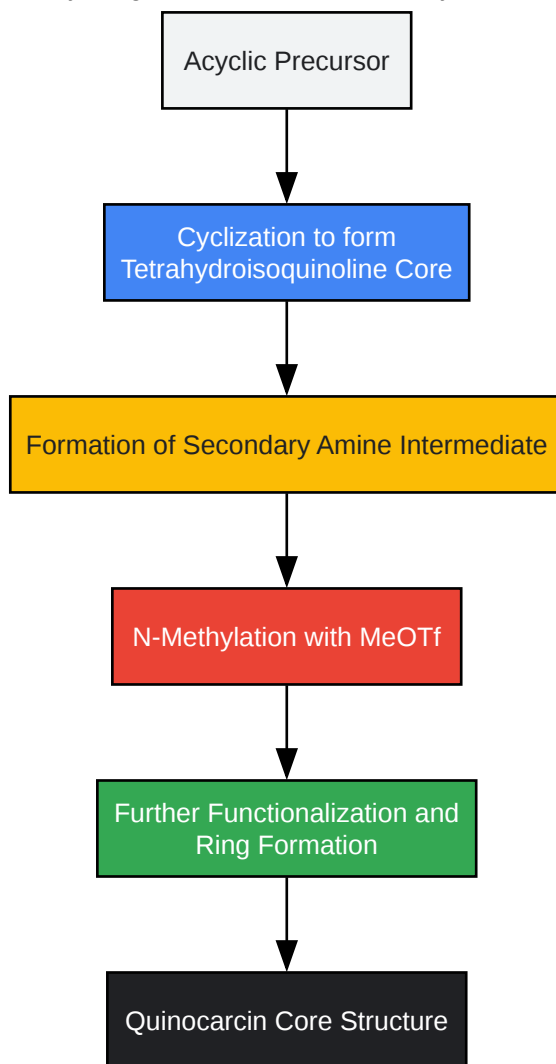 Acyclic Precursor
Cyclization to form
Tetrahydroisoquinoline Core
Formation of Secondary Amine Intermediate
N-Methylation with MeOTf
Further Functionalization and
Ring Formation
Quinocarcin Core Structure